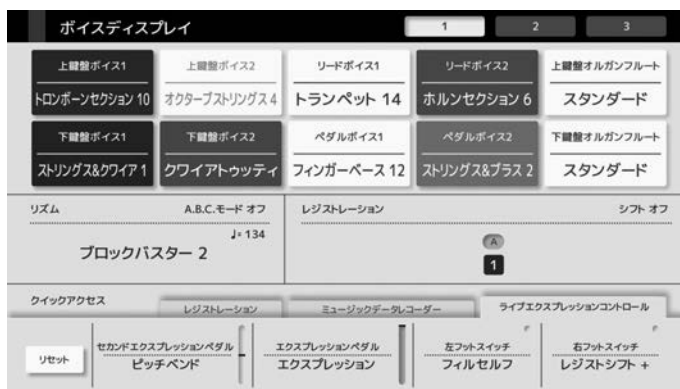 ボイスディスプレイ 1 2 3
上鍵盤ボイス1 上鍵盤ボイス2 リードボイス1 リードボイス2 上鍵盤オルガンフルート
トロンボーンセクション 10 オクターブストリングス 4 トランペット 14 ホルンセクション 6 スタンダード
下鍵盤ボイス1 下鍵盤ボイス2 ペダルボイス1 ペダルボイス2 下鍵盤オルガンフルート
ストリングス&クワイア 1 クワイアトゥッティ フィンガーベース 12 ストリングス&ブラス 2 スタンダード
リズム A.B.C.モード オフ レジストレーション シフト オフ
♩= 134
ブロックバスター 2
A
1
クイックアクセス レジストレーション ミュージックデータレコーダー ライブエクスプレッションコントロール
リセット
セカンドエクスプレッションペダル エクスプレッションペダル 左フットスイッチ 右フットスイッチ
ピッチベンド エクスプレッション フィルセルフ レジストシフト +